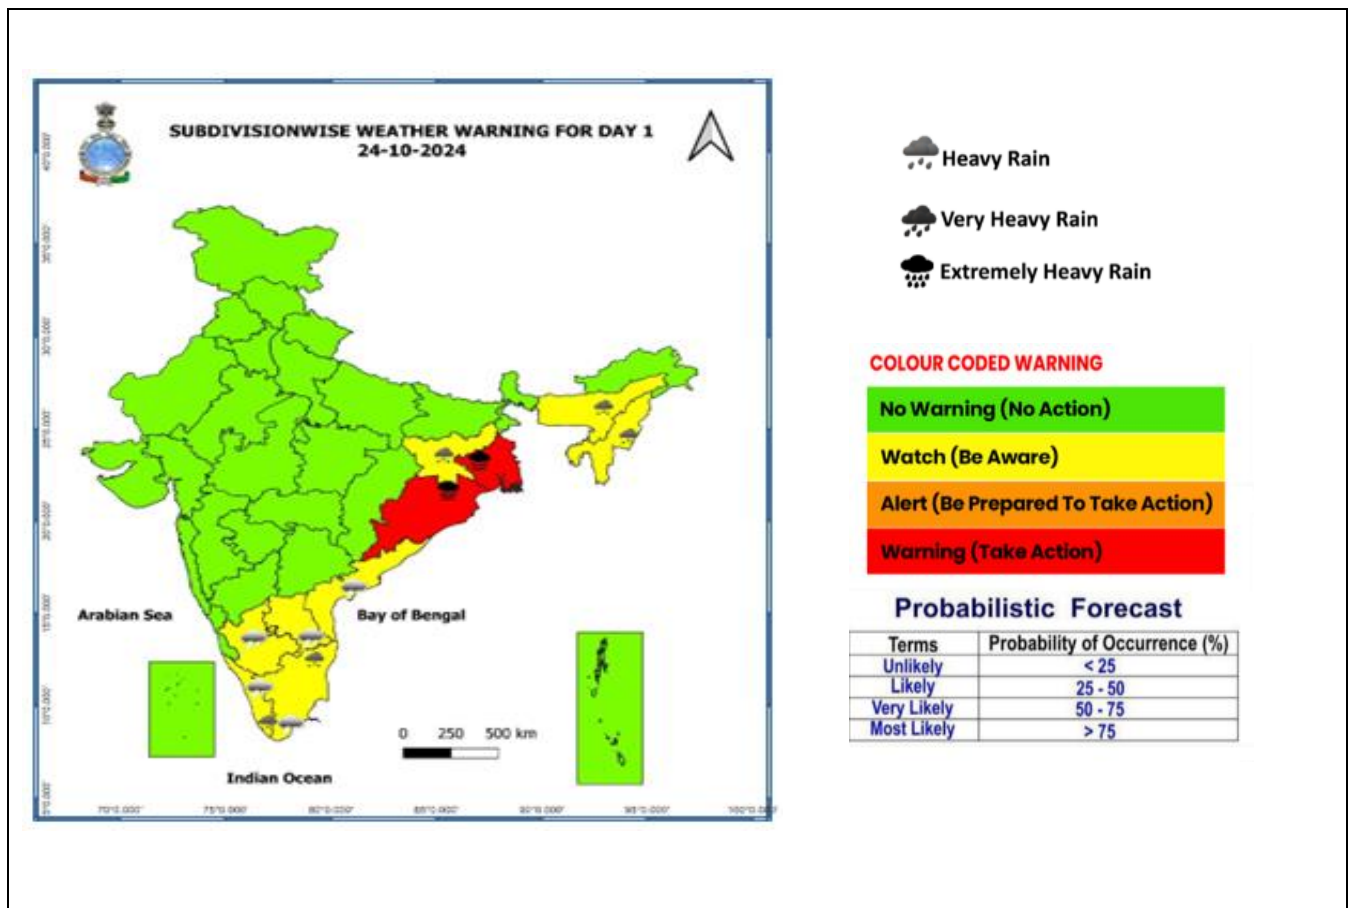 SUBDIVISIONWISE WEATHER WARNING FOR DAY 1
24-10-2024
Arabian Sea
Bay of Bengal
0 250 500 km
Indian Ocean
Heavy Rain
Very Heavy Rain
Extremely Heavy Rain
COLOUR CODED WARNING
No Warning (No Action)
Watch (Be Aware)
Alert (Be Prepared To Take Action)
Warning (Take Action)
Probabilistic Forecast
Terms Probability of Occurrence (%)
Unlikely < 25
Likely 25 - 50
Very Likely 50 - 75
Most Likely > 75